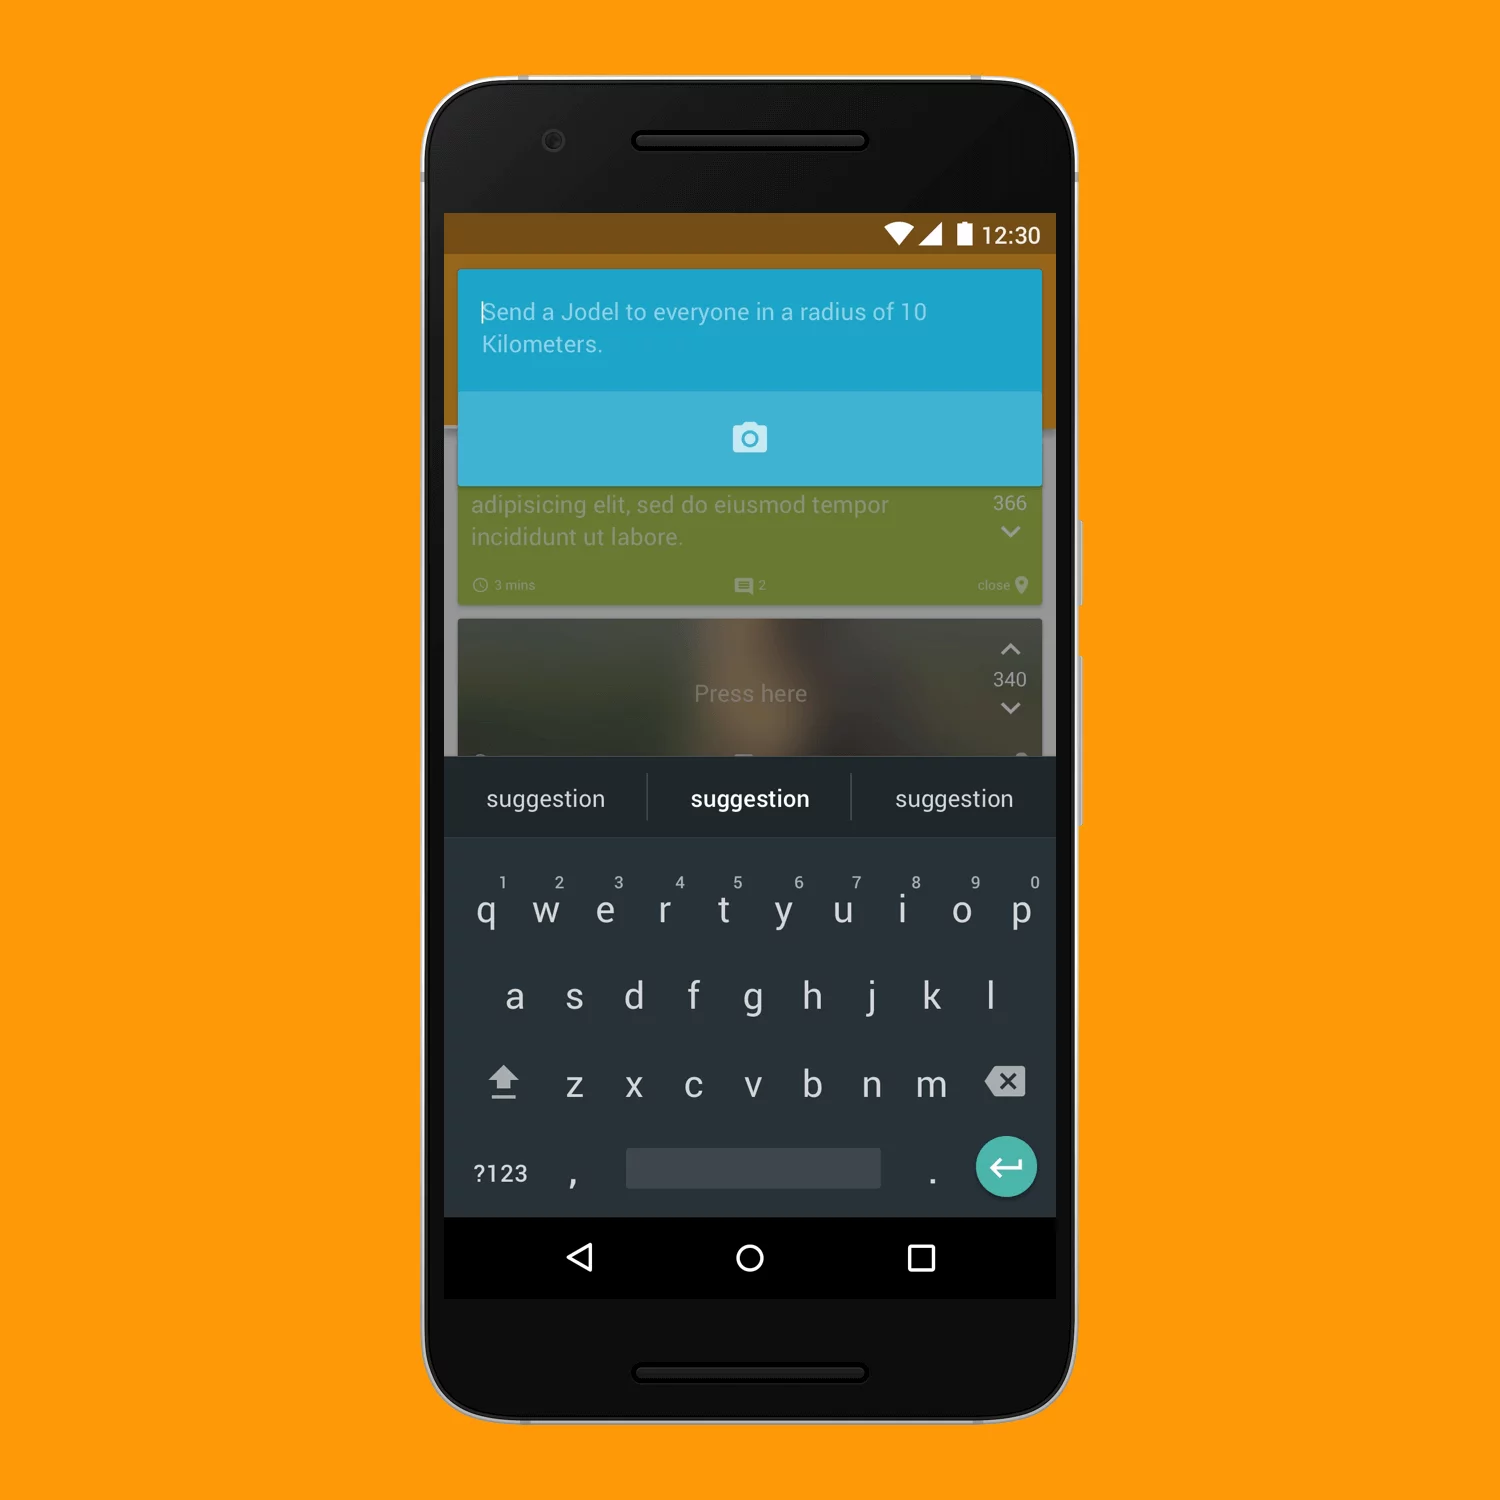 12:30
Send a Jodel to everyone in a radius of 10
Kilometers.
adipisicing elit, sed do eiusmod tempor
incididunt ut labore.
366
3 mins
2
close
340
Press here
suggestion suggestion suggestion
1 2 3 4 5 6 7 8 9 0
q w e r t y u i o p
a s d f g h j k l
z x c v b n m
?123 , .